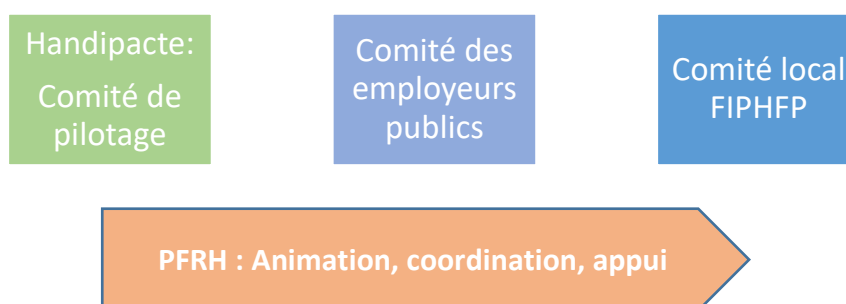 Handipacte:
Comité de
pilotage
Comité des
employeurs
publics
Comité local
FIPHFP
PFRH : Animation, coordination, appui